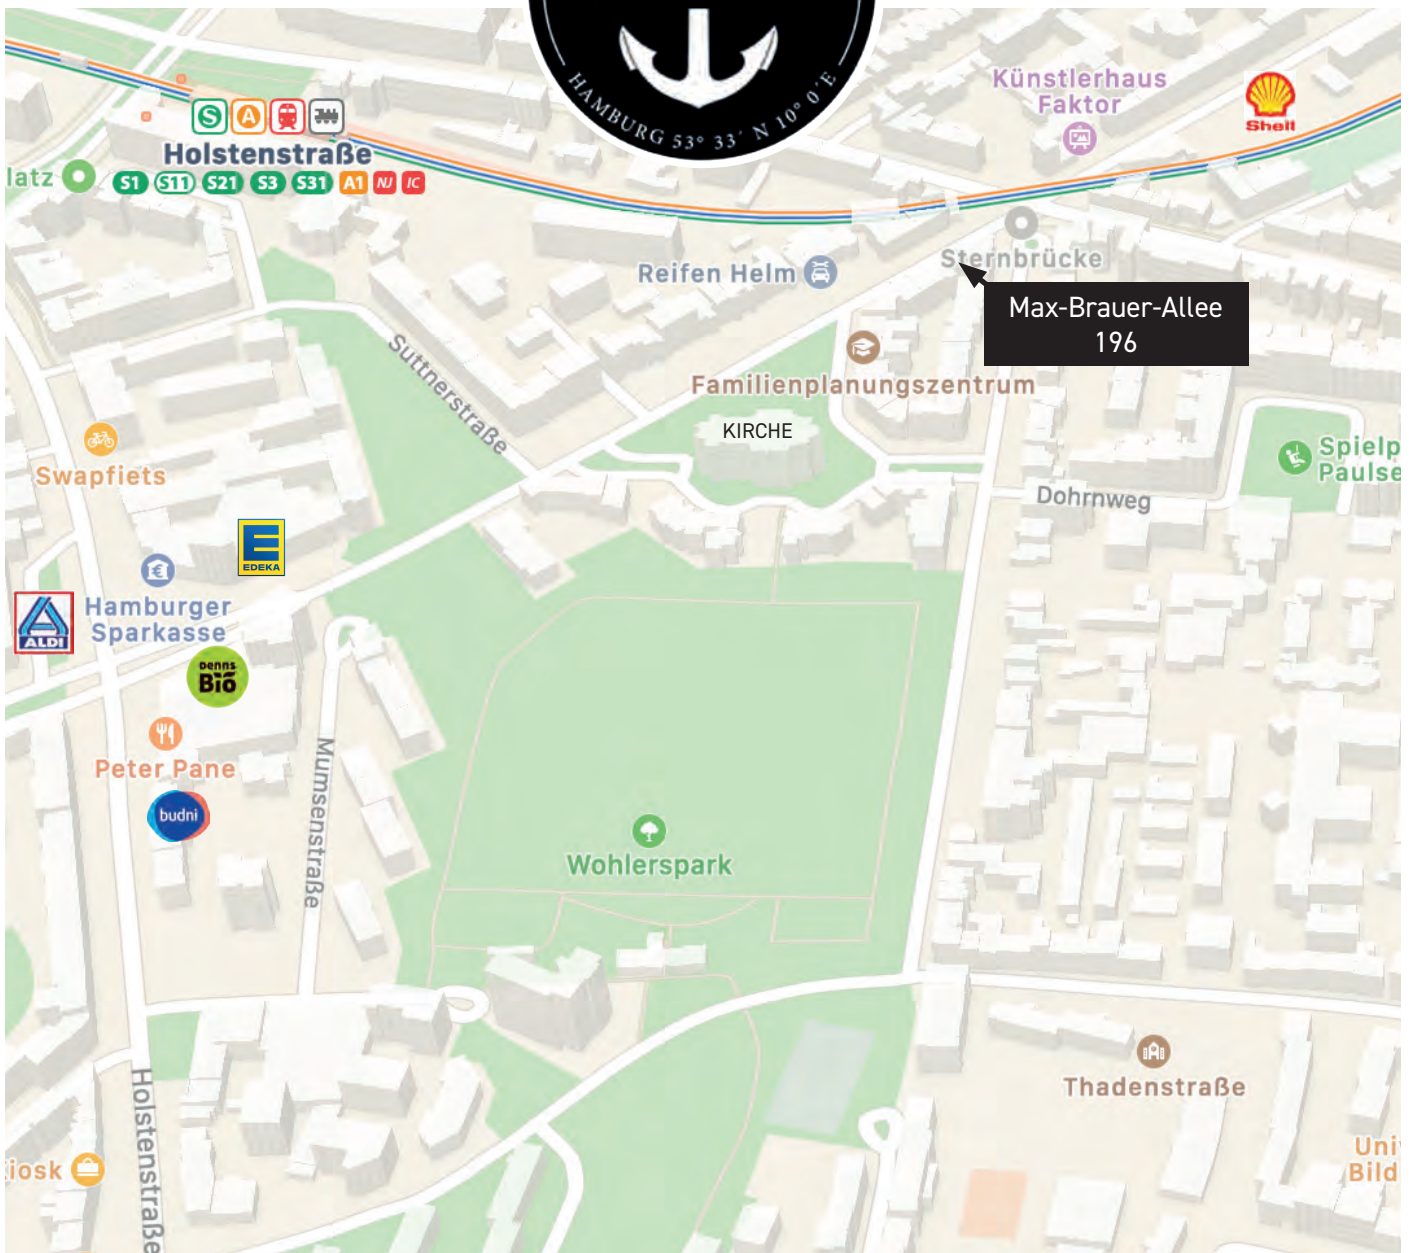 HAMBURG 53° 33´ N 10° 0´E
Künstlerhaus
Faktor
Shell
S A
Holstenstraße
S1 S11 S21 S3 S31 A1 NJ IC
latz
Sternbrücke
Reifen Helm
Max-Brauer-Allee
196
Suttnerstraße
Familienplanungszentrum
KIRCHE
Swapfiets
Spielp
Paulse
Dohrnweg
E
EDEKA
Hamburger
Sparkasse
ALDI
Denns
Bio
Peter Pane
budni
Mumsenstraße
Wohlerspark
Thadenstraße
Holstenstraße
iosk
Univ
Bild